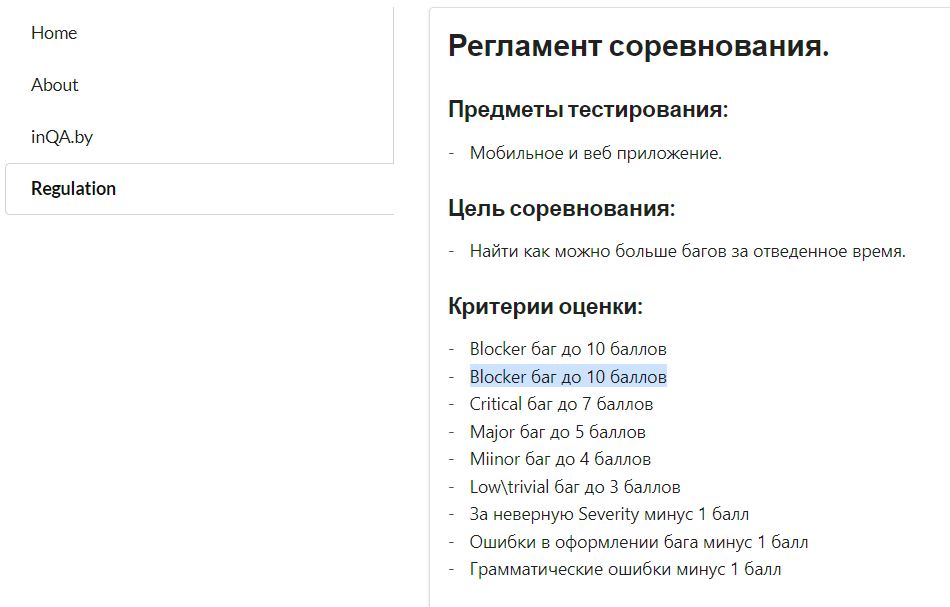 Home
About
inQA.by
Regulation
Регламент соревнования.
Предметы тестирования:
- Мобильное и веб приложение.
Цель соревнования:
- Найти как можно больше багов за отведенное время.
Критерии оценки:
- Blocker баг до 10 баллов
- Blocker баг до 10 баллов
- Critical баг до 7 баллов
- Major баг до 5 баллов
- Miinor баг до 4 баллов
- Low\trivial баг до 3 баллов
- За неверную Severity минус 1 балл
- Ошибки в оформлении бага минус 1 балл
- Грамматические ошибки минус 1 балл